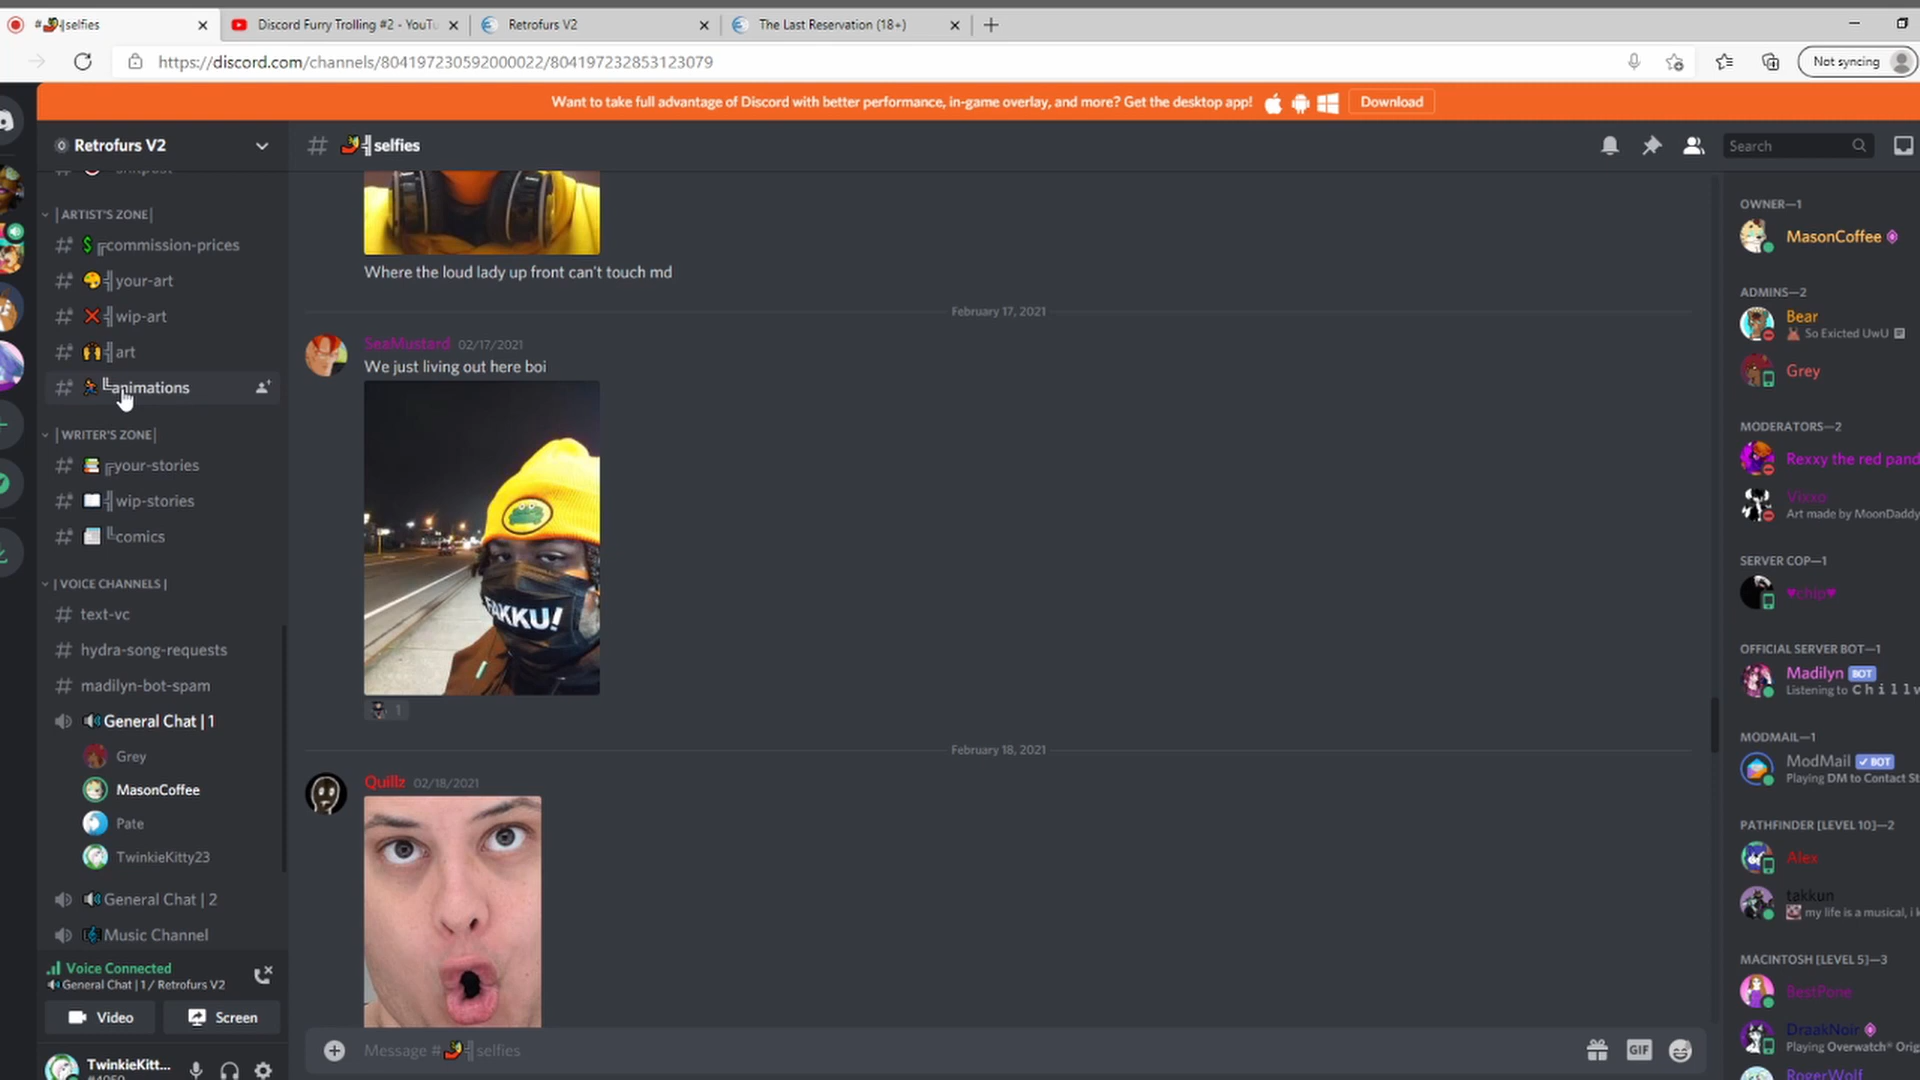 selfies
Discord Furry Trolling #2 - YouTu
Retrofurs V2
The Last Reservation (18+)
https://discord.com/channels/804197230592000022/804197232853123079
Not syncing
Want to take full advantage of Discord with better performance, in-game overlay, and more? Get the desktop app!
Download
Retrofurs V2
# selfies
Search
|ARTIST'S ZONE|
commission-prices
your-art
wip-art
art
animations
|WRITER'S ZONE|
your-stories
wip-stories
comics
| VOICE CHANNELS |
text-vc
hydra-song-requests
madilyn-bot-spam
General Chat | 1
Grey
MasonCoffee
Pate
TwinkieKitty23
General Chat | 2
Music Channel
Voice Connected
General Chat | 1 / Retrofurs V2
Video
Screen
TwinkieKitt...
Where the loud lady up front can't touch md
February 17, 2021
SeaMustard 02/17/2021
We just living out here boi
FAKKU!
1
February 18, 2021
Quillz 02/18/2021
Message # selfies
GIF
OWNER—1
MasonCoffee
ADMINS—2
Bear
So Exicted UwU
Grey
MODERATORS—2
Rexxy the red pand
Vixxo
Art made by MoonDaddy
SERVER COP—1
♥chip♥
OFFICIAL SERVER BOT—1
Madilyn BOT
Listening to C h i l l w
MODMAIL—1
ModMail ✓ BOT
Playing DM to Contact St
PATHFINDER [LEVEL 10]—2
Alex
takkun
my life is a musical, i k
MACINTOSH [LEVEL 5]—3
BestPone
DraakNoir
Playing Overwatch® Orig
RogerWolf